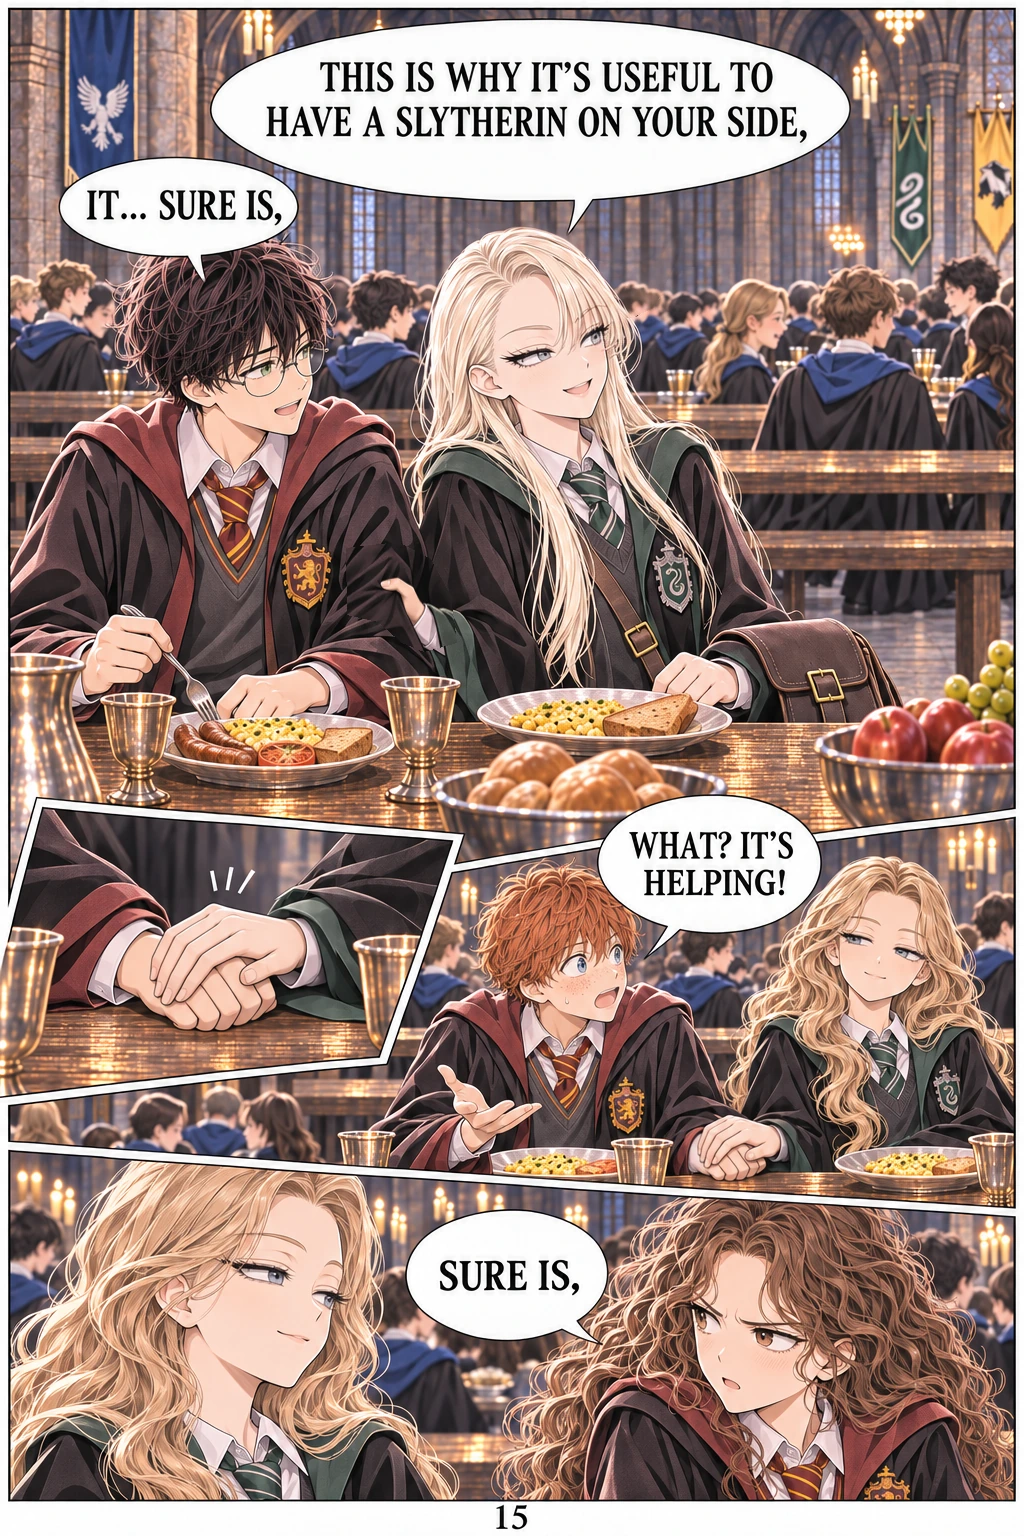 THIS IS WHY IT'S USEFUL TO
HAVE A SLYTHERIN ON YOUR SIDE,
IT... SURE IS,
WHAT? IT'S
HELPING!
SURE IS,
15